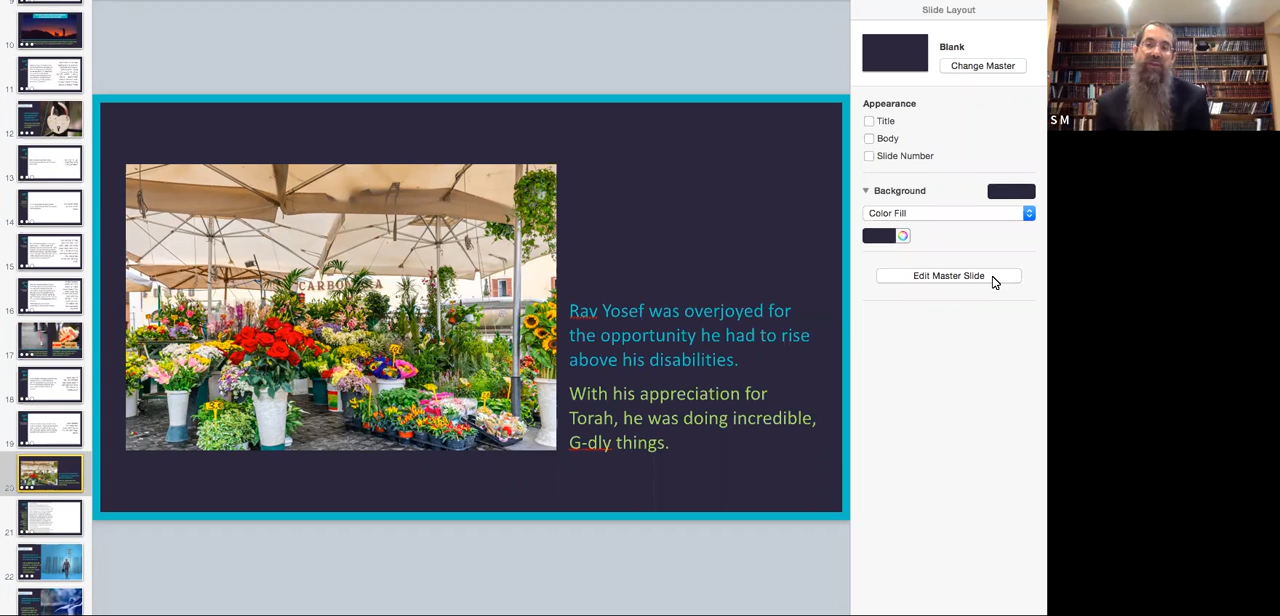 Slide Layout
Blank
Change Master
Appearance
Title
Body
Slide Number
Background
Color Fill
Edit Master Slide
S M
CARBONARA
Rav Yosef was overjoyed for
the opportunity he had to rise
above his disabilities.
With his appreciation for
Torah, he was doing incredible,
G-dly things.
9
10
11
12
13
14
15
16
17
18
19
20
21
22